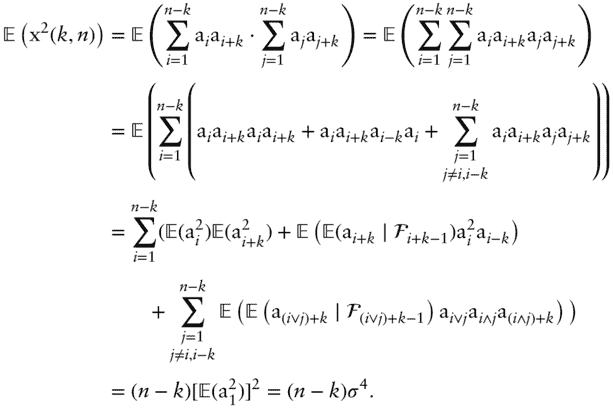 𝔼 (x²(k, n)) = 𝔼 ( ∑_{i=1}^{n−k} a_i a_{i+k} · ∑_{j=1}^{n−k} a_j a_{j+k} ) = 𝔼 ( ∑_{i=1}^{n−k} ∑_{j=1}^{n−k} a_i a_{i+k} a_j a_{j+k} )
= 𝔼 ( ∑_{i=1}^{n−k} ( a_i a_{i+k} a_i a_{i+k} + a_i a_{i+k} a_{i−k} a_i + ∑_{j=1, j≠i,i−k}^{n−k} a_i a_{i+k} a_j a_{j+k} ) )
= ∑_{i=1}^{n−k} (𝔼(a_i²)𝔼(a_{i+k}²) + 𝔼 (𝔼(a_{i+k} ∣ ℱ_{i+k−1})a_i² a_{i−k})
+ ∑_{j=1, j≠i,i−k}^{n−k} 𝔼 (𝔼 (a_{(i∨j)+k} ∣ ℱ_{(i∨j)+k−1}) a_{i∨j} a_{i∧j} a_{(i∧j)+k}) )
= (n − k)[𝔼(a_1²)]² = (n − k)σ⁴.